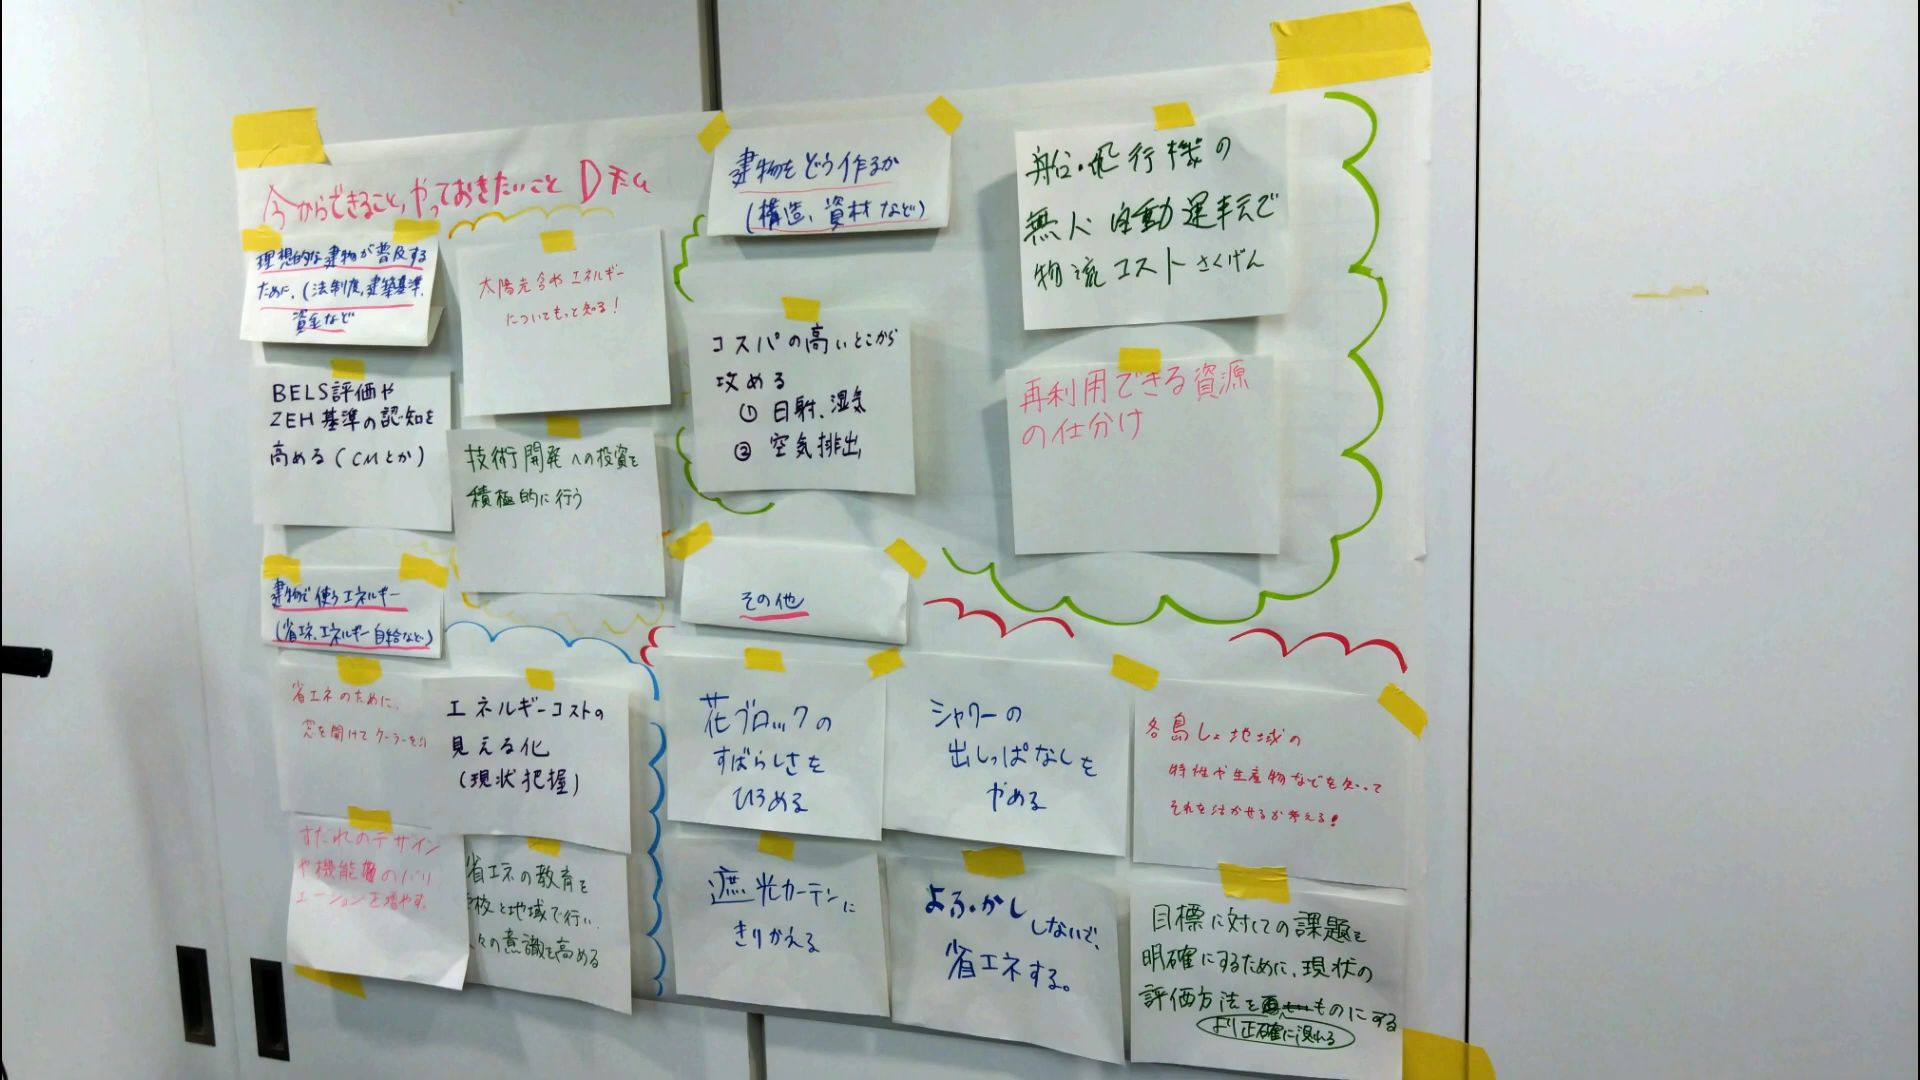 今からできること、やっておきたいこと Dチーム
理想的な建物が普及する
ために、(法制度、建築基準、
資金など
太陽光発やエネルギー
についてもっと知る!
BELS評価や
ZEH基準の認知を
高める(CMとか)
技術開発への投資を
積極的に行う
建物をどう作るか
(構造、資材など)
コスパの高いとこから
攻める
① 日射、湿気
② 空気排出
船・飛行機の
無人自動運転で
物流コストさくげん
再利用できる資源
の仕分け
建物で使うエネルギー
(省エネ、エネルギー自給など)
省エネのために、
窓を開けてクーラーを
エネルギーコストの
見える化
(現状把握)
すだれのデザイン
や機能のバリ
エーションを増やす。
省エネの教育を
校と地域で行い、
々の意識を高める
その他
花ブロックの
すばらしさを
ひろめる
シャワーの
出しっぱなしを
やめる
各島しょ地域の
特性や生産物などを知って
それを活かせるか考える!
遮光カーテンに
きりかえる
よふかし
しないで、
省エネする。
目標に対しての課題を
明確にするために、現状の
評価方法をものにする
より正確に測れる